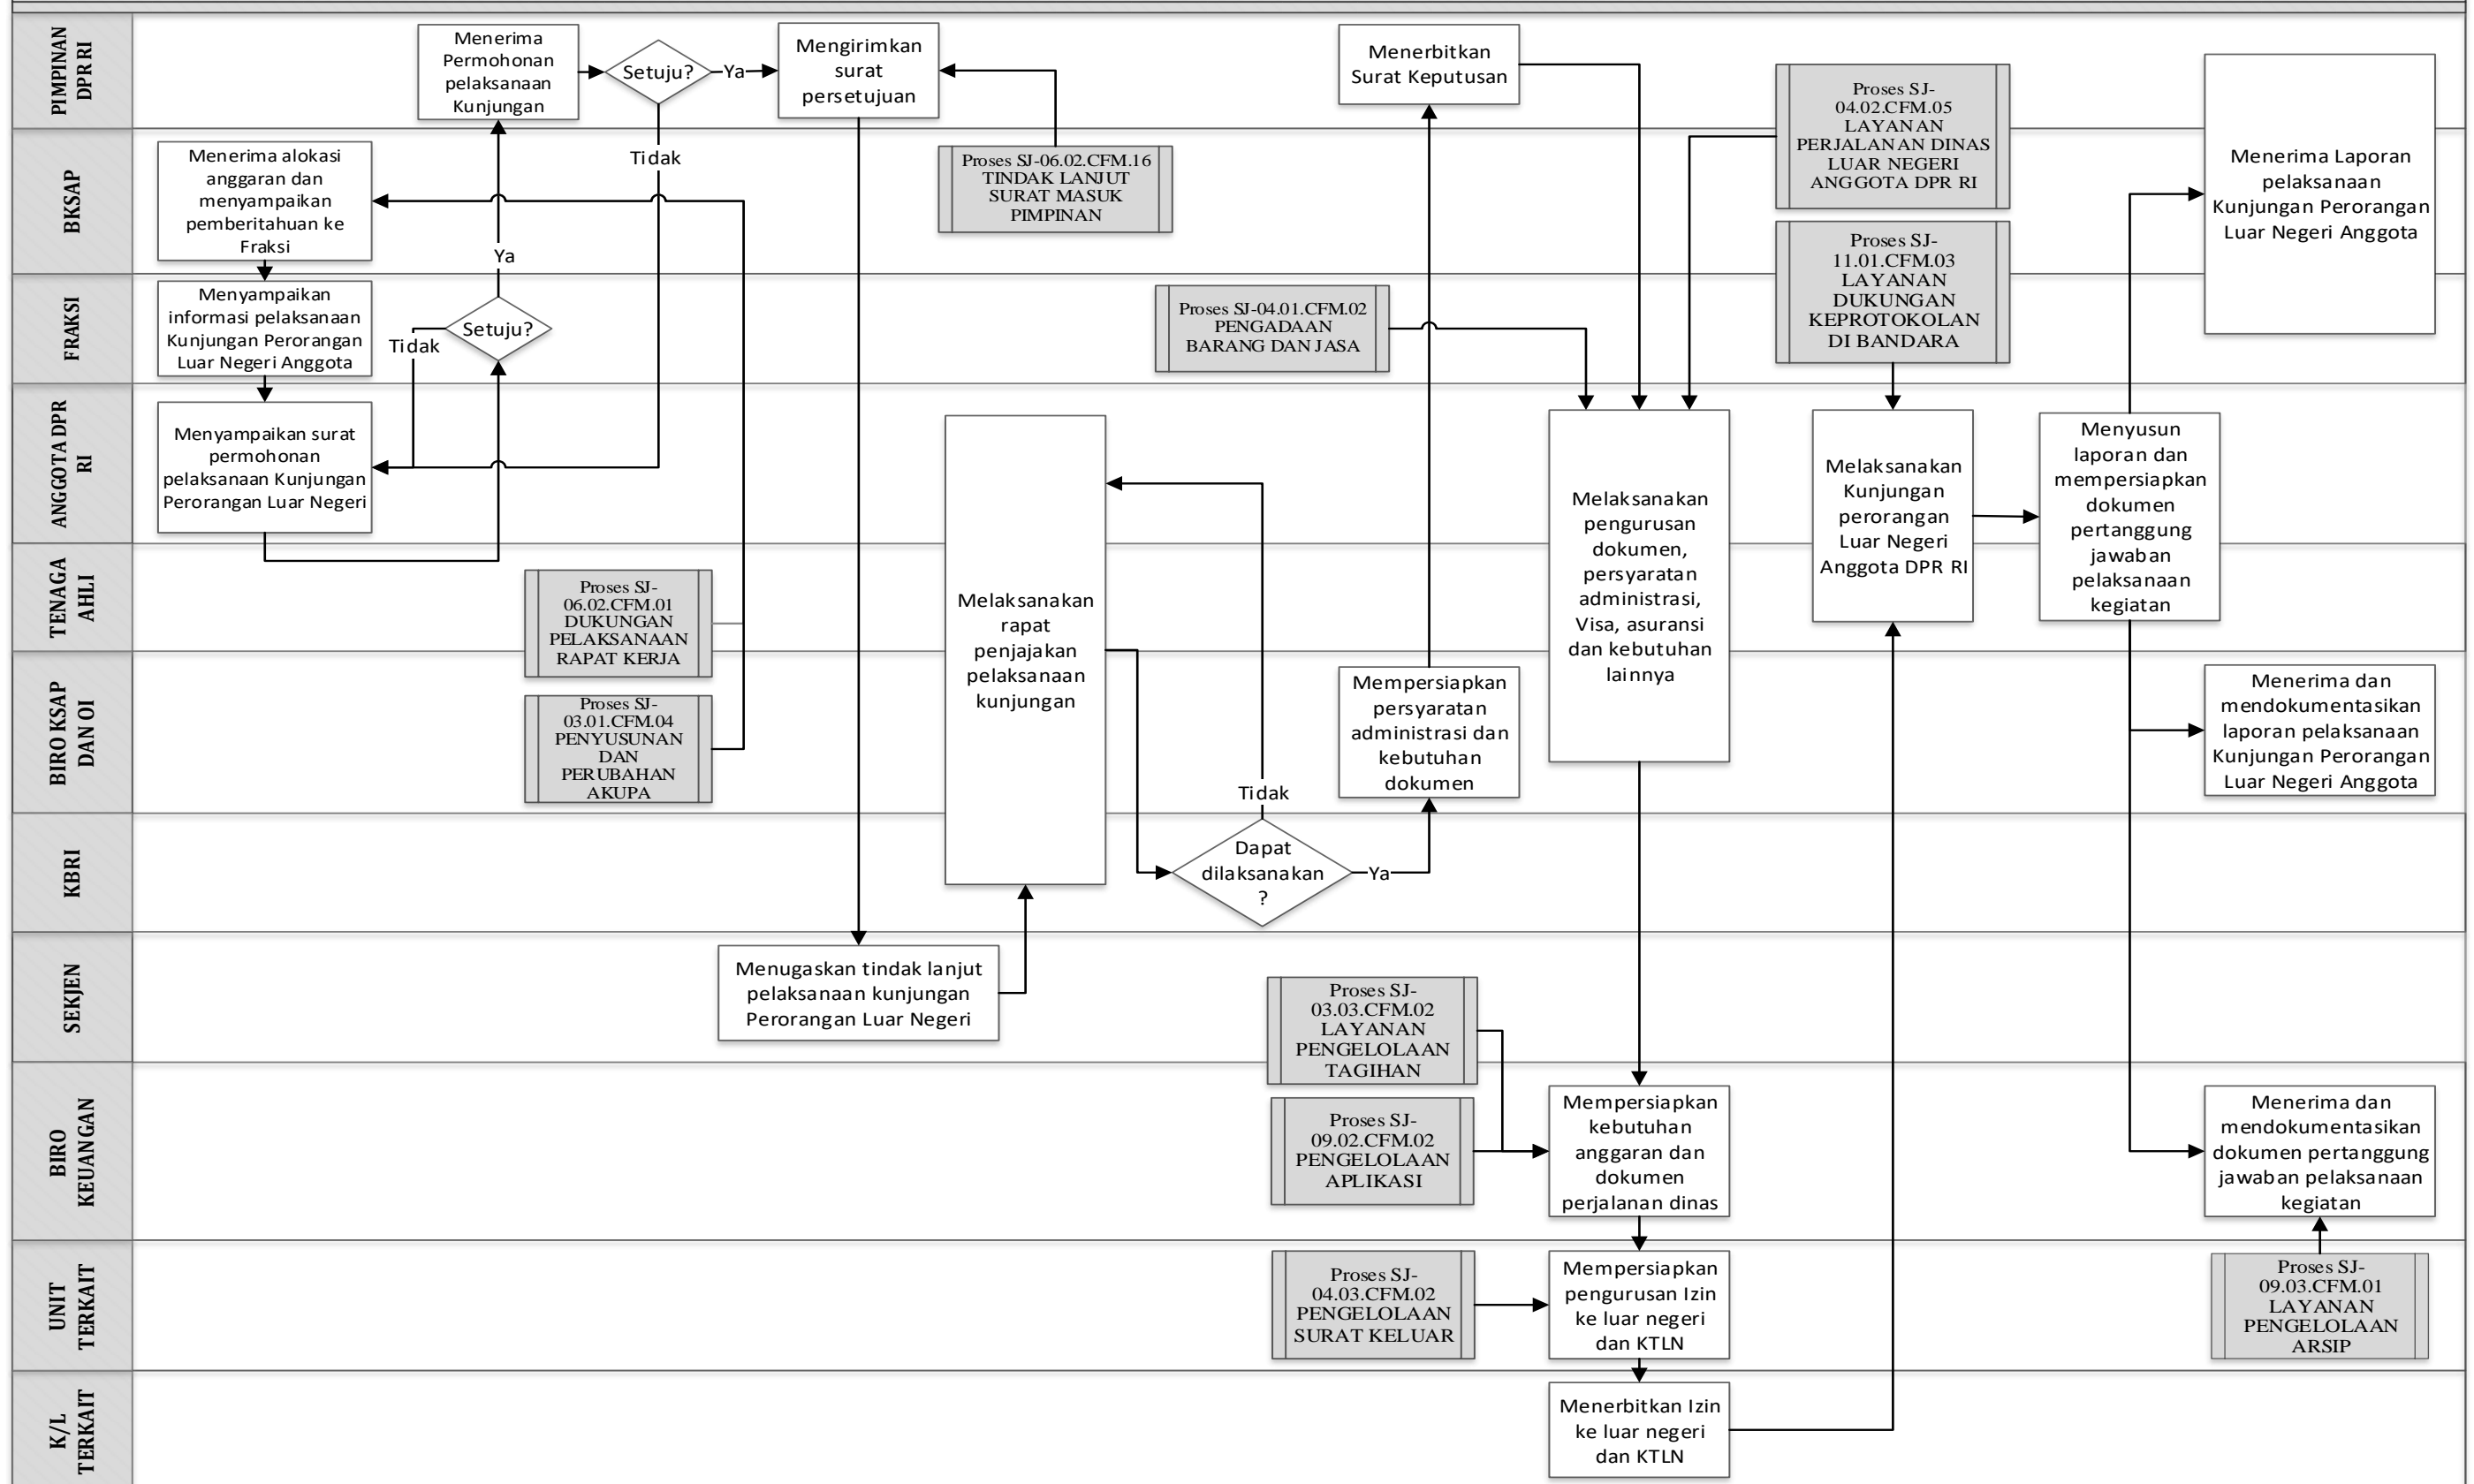 PIMPINAN
DPR RI
BKSAP
FRAKSI
ANGGOTA DPR
RI
TENAGA
AHLI
BIRO KSAP
DAN OI
KBRI
SEKJEN
BIRO
KEUANGAN
UNIT
TERKAIT
K/L
TERKAIT
Menerima alokasi
anggaran dan
menyampaikan
pemberitahuan ke
Fraksi
Menyampaikan
informasi pelaksanaan
Kunjungan Perorangan
Luar Negeri Anggota
Menyampaikan surat
permohonan
pelaksanaan Kunjungan
Perorangan Luar Negeri
Setuju?
Tidak
Ya
Menerima
Permohonan
pelaksanaan
Kunjungan
Setuju?
Ya
Tidak
Mengirimkan
surat
persetujuan
Proses SJ-06.02.CFM.16
TINDAK LANJUT
SURAT MASUK
PIMPINAN
Proses SJ-
06.02.CFM.01
DUKUNGAN
PELAKSANAAN
RAPAT KERJA
Proses SJ-
03.01.CFM.04
PENYUSUNAN
DAN
PERUBAHAN
AKUPA
Menugaskan tindak lanjut
pelaksanaan kunjungan
Perorangan Luar Negeri
Melaksanakan
rapat
penjajakan
pelaksanaan
kunjungan
Dapat
dilaksanakan
?
Tidak
Ya
Mempersiapkan
persyaratan
administrasi dan
kebutuhan
dokumen
Menerbitkan
Surat Keputusan
Proses SJ-04.01.CFM.02
PENGADAAN
BARANG DAN JASA
Proses SJ-
04.02.CFM.05
LAYANAN
PERJALANAN DINAS
LUAR NEGERI
ANGGOTA DPR RI
Proses SJ-
11.01.CFM.03
LAYANAN
DUKUNGAN
KEPROTOKOLAN
DI BANDARA
Melaksanakan
pengurusan
dokumen,
persyaratan
administrasi,
Visa, asuransi
dan kebutuhan
lainnya
Proses SJ-
03.03.CFM.02
LAYANAN
PENGELOLAAN
TAGIHAN
Proses SJ-
09.02.CFM.02
PENGELOLAAN
APLIKASI
Mempersiapkan
kebutuhan
anggaran dan
dokumen
perjalanan dinas
Proses SJ-
04.03.CFM.02
PENGELOLAAN
SURAT KELUAR
Mempersiapkan
pengurusan Izin
ke luar negeri
dan KTLN
Menerbitkan Izin
ke luar negeri
dan KTLN
Melaksanakan
Kunjungan
perorangan
Luar Negeri
Anggota DPR RI
Menyusun
laporan dan
mempersiapkan
dokumen
pertanggung
jawaban
pelaksanaan
kegiatan
Menerima Laporan
pelaksanaan
Kunjungan Perorangan
Luar Negeri Anggota
Menerima dan
mendokumentasikan
laporan pelaksanaan
Kunjungan Perorangan
Luar Negeri Anggota
Menerima dan
mendokumentasikan
dokumen pertanggung
jawaban pelaksanaan
kegiatan
Proses SJ-
09.03.CFM.01
LAYANAN
PENGELOLAAN
ARSIP